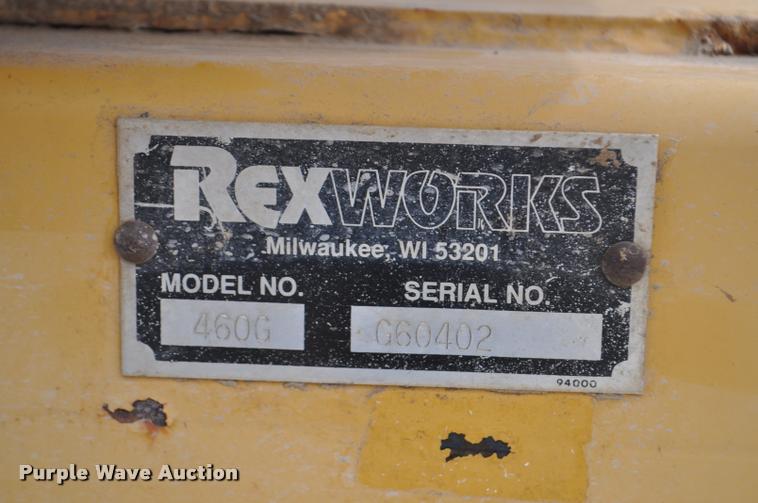 REXWORKS
Milwaukee, WI 53201
MODEL NO. SERIAL NO.
460G G60402
94000
Purple Wave Auction